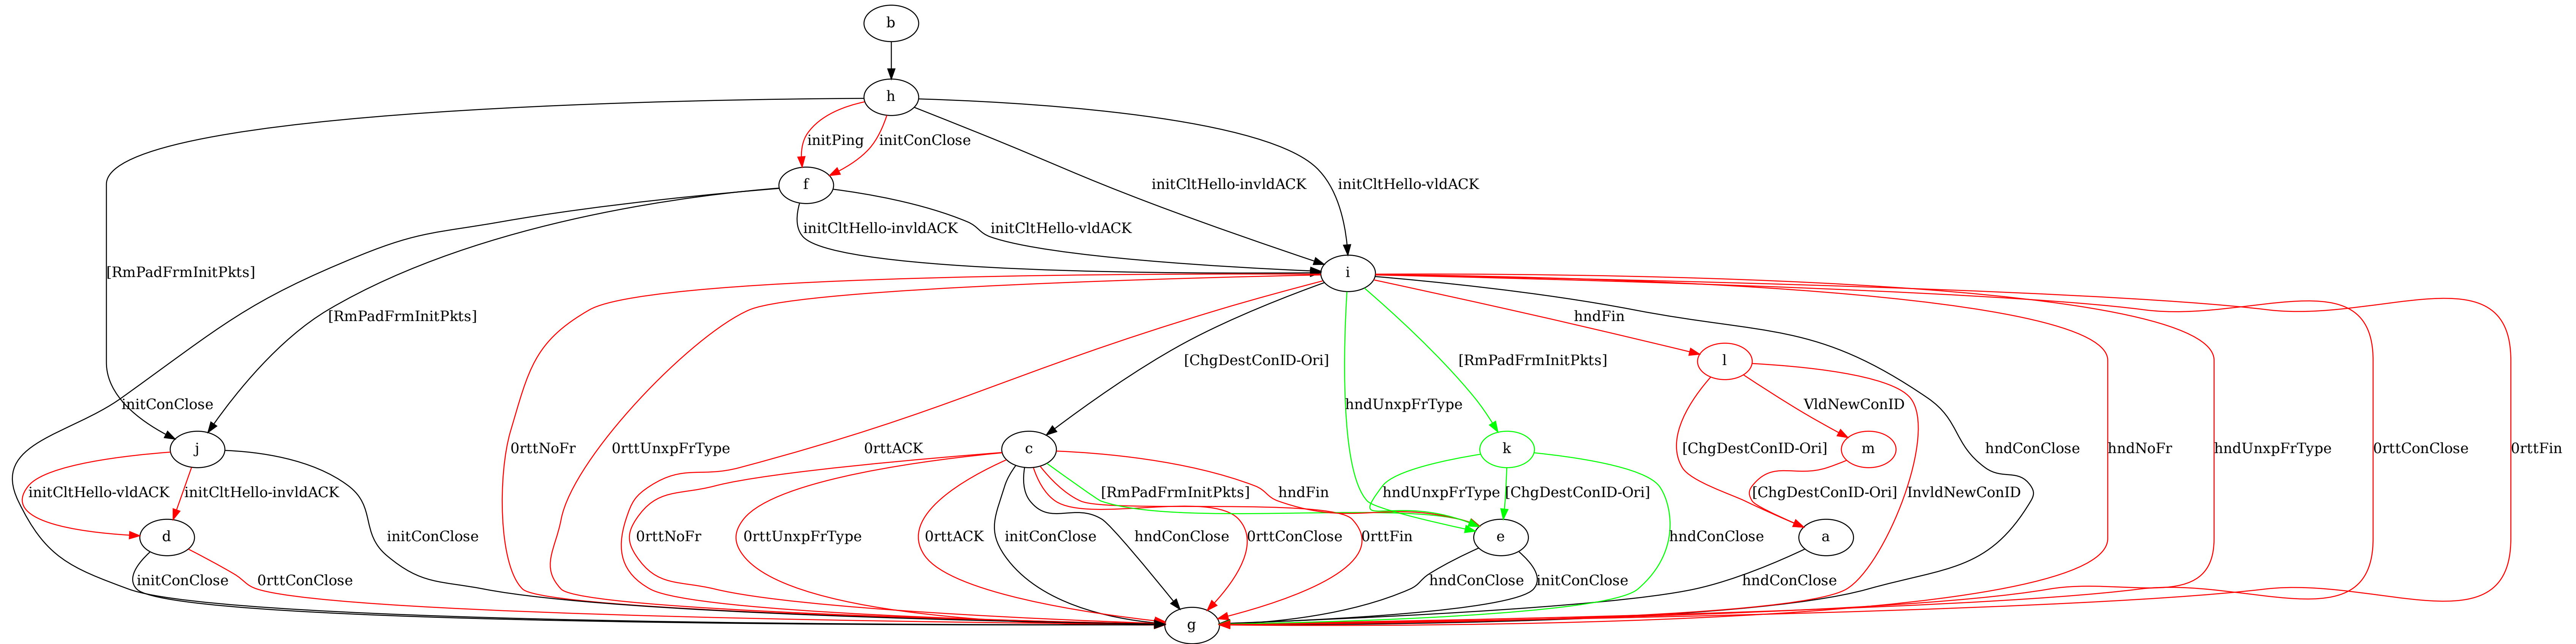 b
h
initPing
initConClose
f
initCltHello-invldACK
initCltHello-vldACK
initCltHello-invldACK
initCltHello-vldACK
[RmPadFrmInitPkts]
i
[RmPadFrmInitPkts]
hndFin
[ChgDestConID-Ori]
[RmPadFrmInitPkts]
l
initConClose
hndUnxpFrType
VldNewConID
j
0rttNoFr
0rttUnxpFrType
0rttACK
c
k
[ChgDestConID-Ori]
m
hndConClose
hndNoFr
hndUnxpFrType
0rttConClose
0rttFin
initCltHello-vldACK
initCltHello-invldACK
[RmPadFrmInitPkts]
hndFin
hndUnxpFrType
[ChgDestConID-Ori]
[ChgDestConID-Ori]
InvldNewConID
d
initConClose
0rttNoFr
0rttUnxpFrType
0rttACK
initConClose
hndConClose
0rttConClose
0rttFin
e
hndConClose
a
initConClose
0rttConClose
hndConClose
initConClose
hndConClose
g